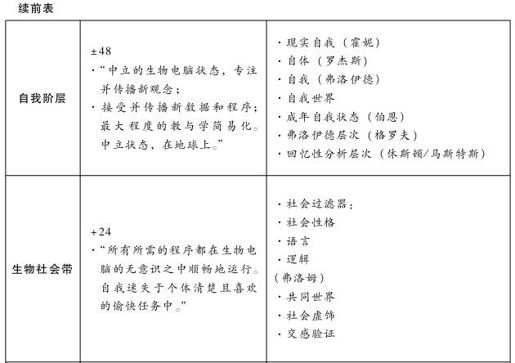 续前表
自我阶层
±48
·“中立的生物电脑状态，专注
并传播新观念；
·接受并传播新数据和程序；
最大程度的教与学简易化。
中立状态，在地球上。”
·现实自我（霍妮）
·自体（罗杰斯）
·自我（弗洛伊德）
·自我世界
·成年自我状态（伯恩）
·弗洛伊德层次（格罗夫）
·回忆性分析层次（休斯顿/马斯特斯）
生物社会带
+24
·“所有所需的程序都在生物电
脑的无意识之中顺畅地运行。
自我迷失于个体清楚且喜欢
的愉快任务中。”
·社会过滤器：
·社会性格
·语言
·逻辑
（弗洛姆）
·共同世界
·社会虚饰
·交感验证